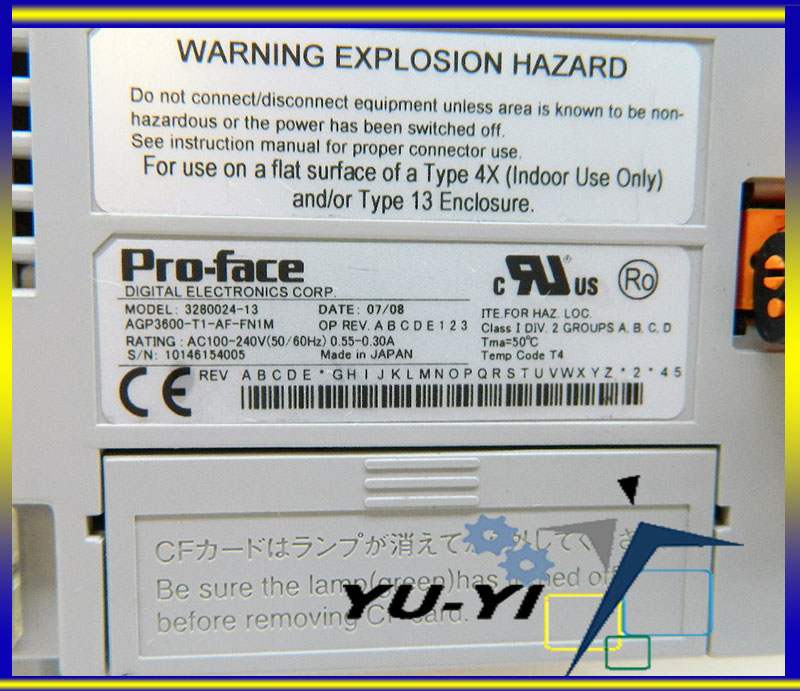 WARNING EXPLOSION HAZARD
Do not connect/disconnect equipment unless area is known to be non-
hazardous or the power has been switched off.
See instruction manual for proper connector use.
For use on a flat surface of a Type 4X (Indoor Use Only)
and/or Type 13 Enclosure.
Pro-face
DIGITAL ELECTRONICS CORP.
MODEL: 3280024-13 DATE: 07/08
AGP3600-T1-AF-FN1M OP REV. A B C D E 1 2 3
RATING: AC100-240V(50/60Hz) 0.55-0.30A
S/N: 10146154005 Made in JAPAN
C RU US ® Ro
ITE.FOR HAZ. LOC.
Class I DIV. 2 GROUPS A, B, C, D
Tma=50°C
Temp Code T4
CE REV A B C D E * G H I J K L M N O P Q R S T U V W X Y Z * 2 * 4 5
CFカードはランプが消えて
Be sure the lamp(green)has
before removing CF card.
YU-YI